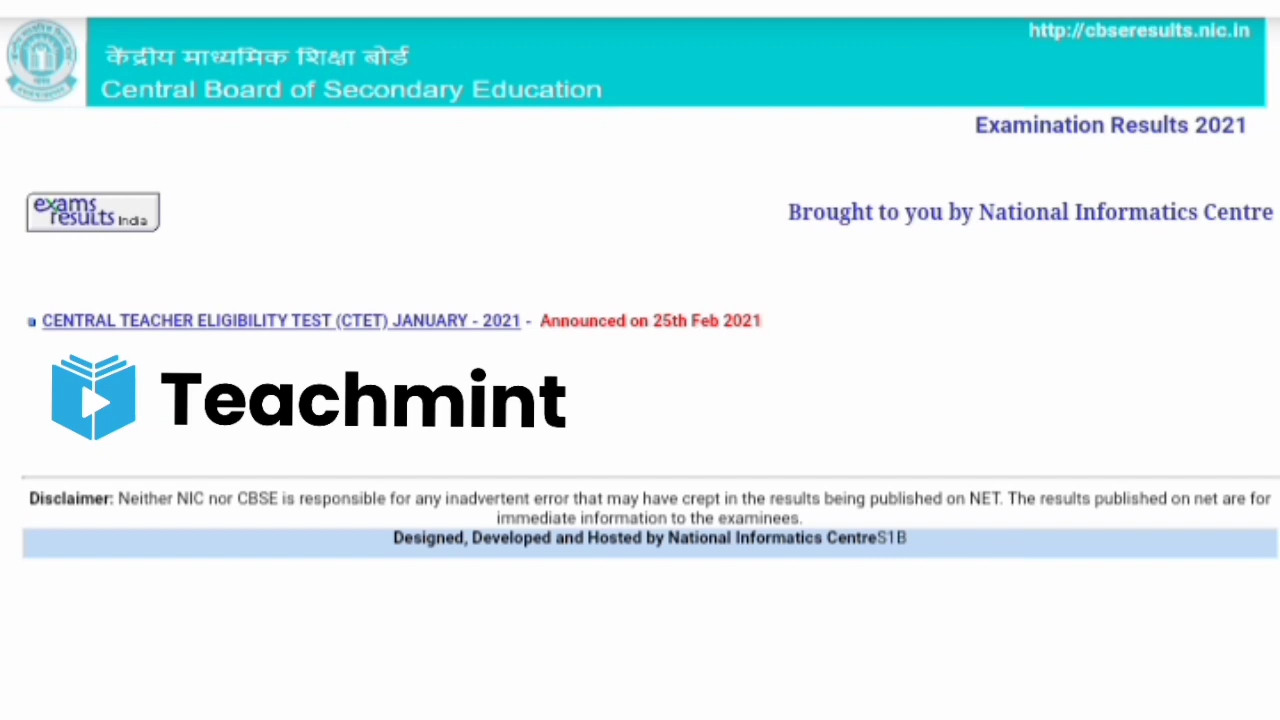 http://cbseresults.nic.in
केंद्रीय माध्यमिक शिक्षा बोर्ड
Central Board of Secondary Education
Examination Results 2021
exams
results India
Brought to you by National Informatics Centre
CENTRAL TEACHER ELIGIBILITY TEST (CTET) JANUARY - 2021 - Announced on 25th Feb 2021
Teachmint
Disclaimer: Neither NIC nor CBSE is responsible for any inadvertent error that may have crept in the results being published on NET. The results published on net are for
immediate information to the examinees.
Designed, Developed and Hosted by National Informatics CentreS1B